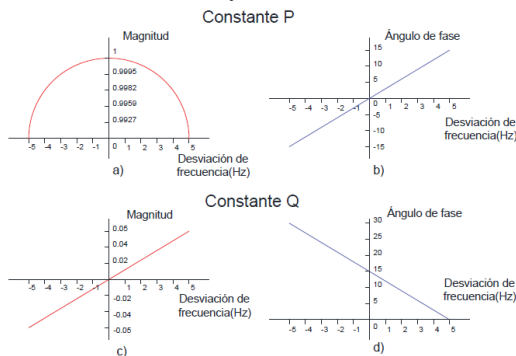 Constante P
Magnitud
1
0.9995
0.9982
0.9959
0.9927
-5 -4 -3 -2 -1 0 1 2 3 4 5
Desviación de
frecuencia(Hz)
a)
Ángulo de fase
15
10
5
-5 -4 -3 -2 -1 0 1 2 3 4 5
-5
-10
-15
Desviación de
frecuencia(Hz)
b)
Constante Q
Magnitud
0.05
0.04
0.02
-5 -4 -3 -2 -1 0 1 2 3 4 5
-0.02
-0.04
-0.05
Desviación de
frecuencia(Hz)
c)
Ángulo de fase
30
25
20
15
10
5
-5 -4 -3 -2 -1 0 1 2 3 4 5
Desviación de
frecuencia(Hz)
d)